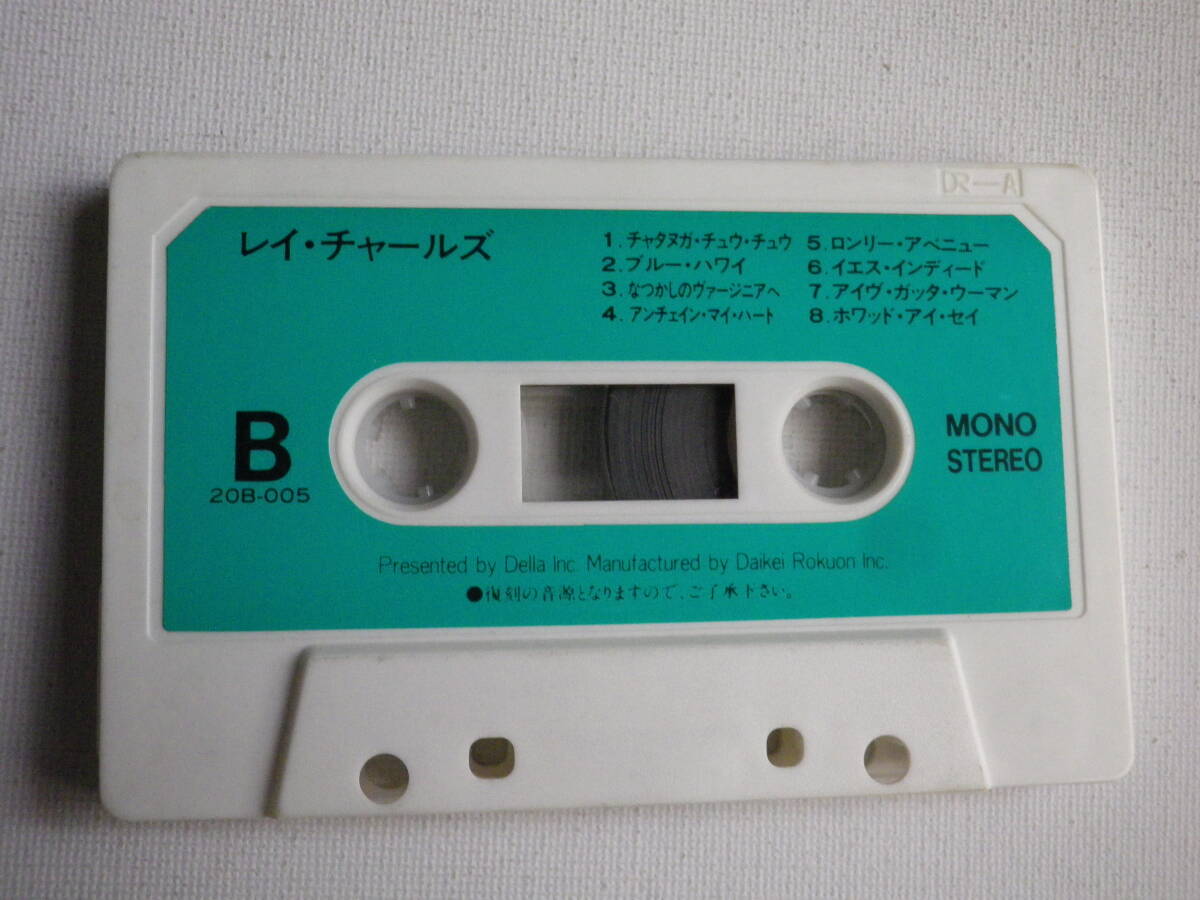 DR—A
レイ・チャールズ
1. チャタヌガ・チュウ・チュウ
2. ブルー・ハワイ
3. なつかしのヴァージニアへ
4. アンチェイン・マイ・ハート
5. ロンリー・アベニュー
6. イエス・インディード
7. アイヴ・ガッタ・ウーマン
8. ホワッド・アイ・セイ
B
20B-005
MONO
STEREO
Presented by Della Inc. Manufactured by Daikei Rokuon Inc.
●復刻の音源となりますので、ご了承下さい。